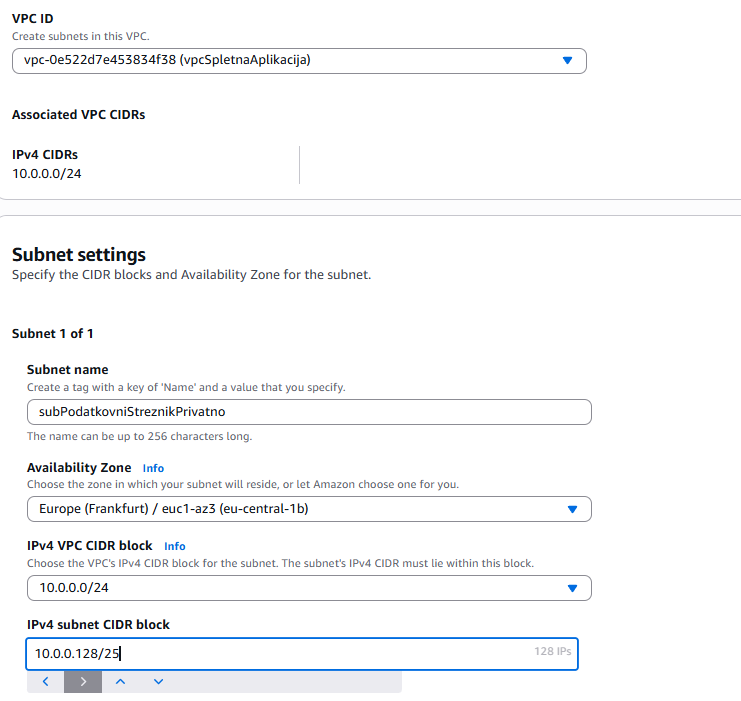 VPC ID
Create subnets in this VPC.
vpc-0e522d7e453834f38 (vpcSpletnaAplikacija)
Associated VPC CIDRs
IPv4 CIDRs
10.0.0.0/24
Subnet settings
Specify the CIDR blocks and Availability Zone for the subnet.
Subnet 1 of 1
Subnet name
Create a tag with a key of 'Name' and a value that you specify.
subPodatkovniStreznikPrivatno
The name can be up to 256 characters long.
Availability Zone Info
Choose the zone in which your subnet will reside, or let Amazon choose one for you.
Europe (Frankfurt) / euc1-az3 (eu-central-1b)
IPv4 VPC CIDR block Info
Choose the VPC's IPv4 CIDR block for the subnet. The subnet's IPv4 CIDR must lie within this block.
10.0.0.0/24
IPv4 subnet CIDR block
10.0.0.128/25 128 IPs